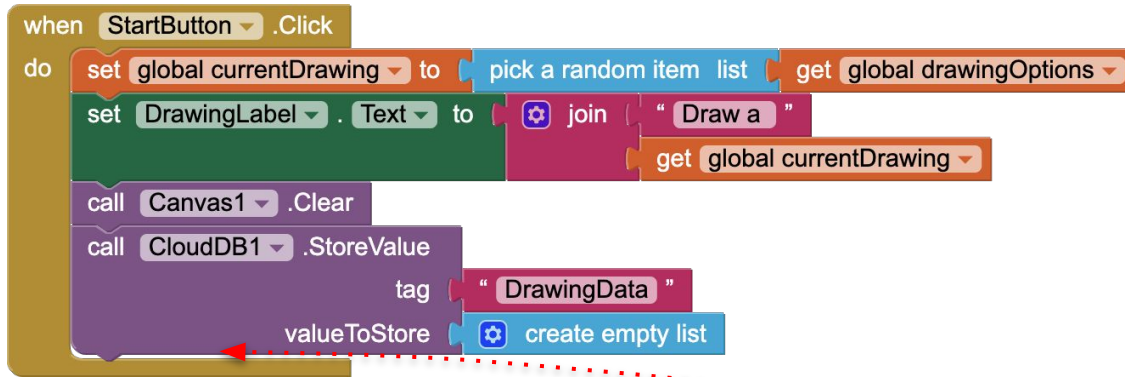 when StartButton .Click
do set global currentDrawing to pick a random item list get global drawingOptions
set DrawingLabel . Text to join “ Draw a ”
get global currentDrawing
call Canvas1 .Clear
call CloudDB1 .StoreValue
tag “ DrawingData ”
valueToStore create empty list